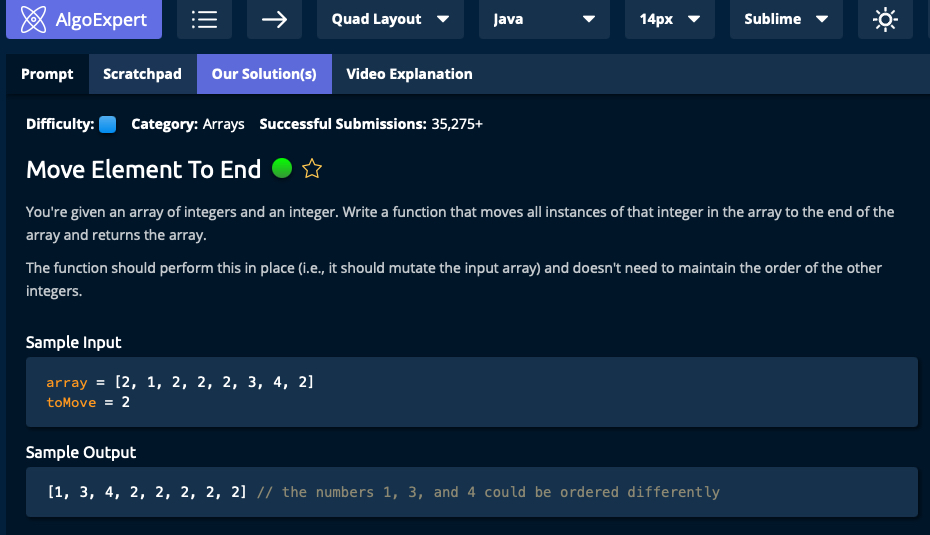 AlgoExpert Quad Layout Java 14px Sublime
Prompt Scratchpad Our Solution(s) Video Explanation
Difficulty: Category: Arrays Successful Submissions: 35,275+
Move Element To End
You're given an array of integers and an integer. Write a function that moves all instances of that integer in the array to the end of the
array and returns the array.
The function should perform this in place (i.e., it should mutate the input array) and doesn't need to maintain the order of the other
integers.
Sample Input
array = [2, 1, 2, 2, 2, 3, 4, 2]
toMove = 2
Sample Output
[1, 3, 4, 2, 2, 2, 2, 2] // the numbers 1, 3, and 4 could be ordered differently